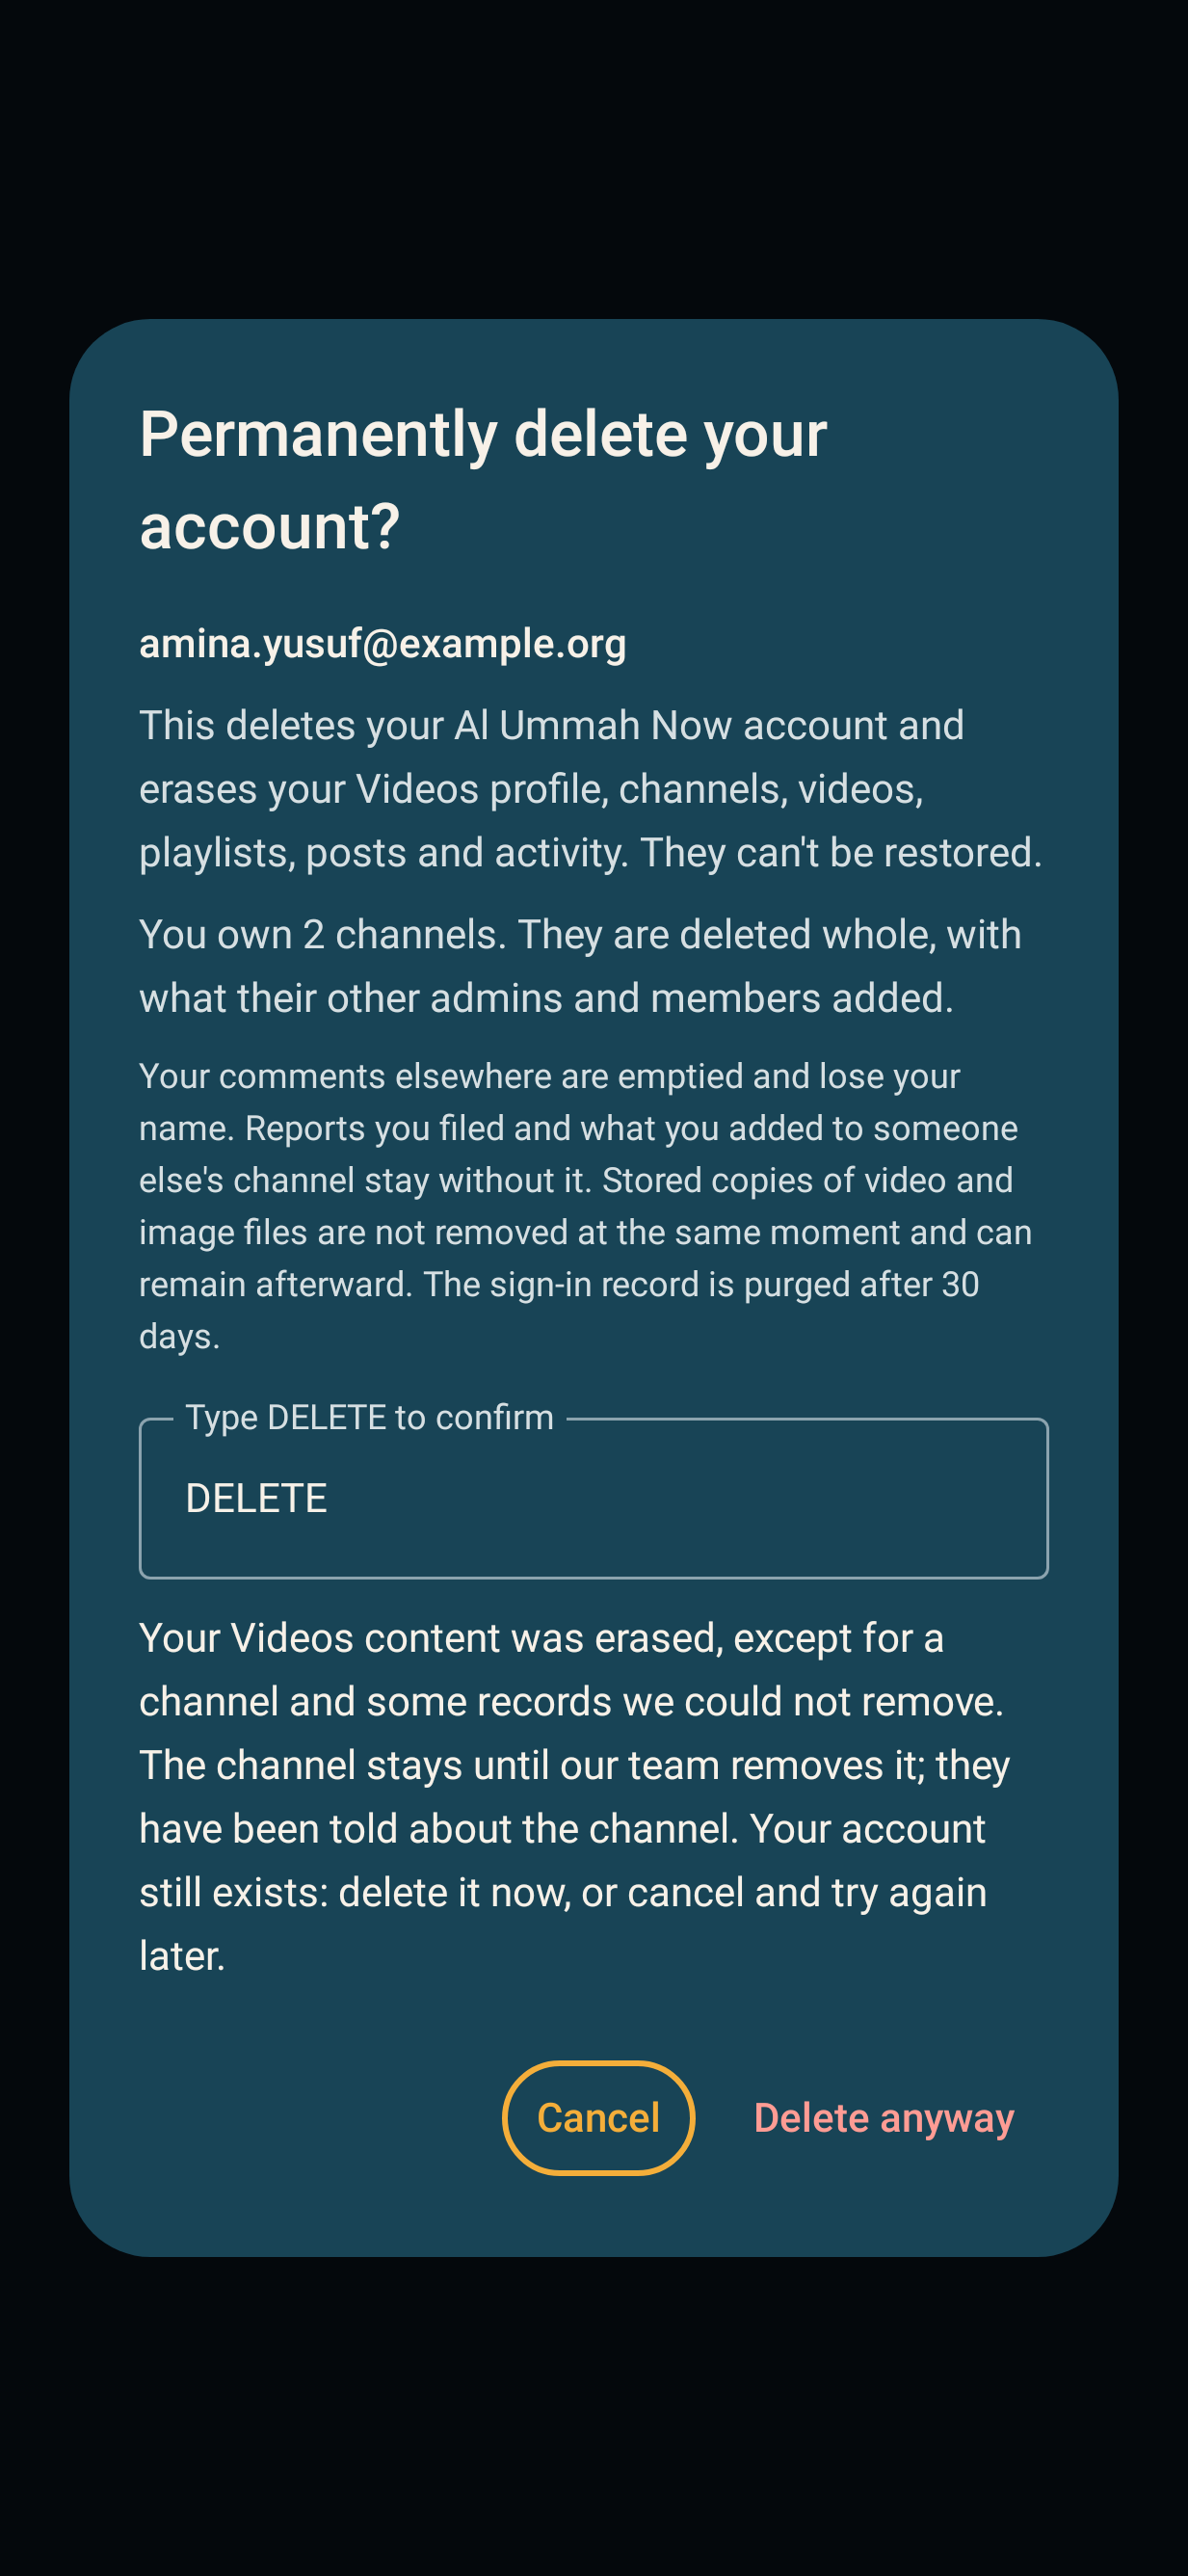 Permanently delete your
account?
amina.yusuf@example.org
This deletes your Al Ummah Now account and
erases your Videos profile, channels, videos,
playlists, posts and activity. They can't be restored.
You own 2 channels. They are deleted whole, with
what their other admins and members added.
Your comments elsewhere are emptied and lose your
name. Reports you filed and what you added to someone
else's channel stay without it. Stored copies of video and
image files are not removed at the same moment and can
remain afterward. The sign-in record is purged after 30
days.
Type DELETE to confirm
DELETE
Your Videos content was erased, except for a
channel and some records we could not remove.
The channel stays until our team removes it; they
have been told about the channel. Your account
still exists: delete it now, or cancel and try again
later.
Cancel Delete anyway